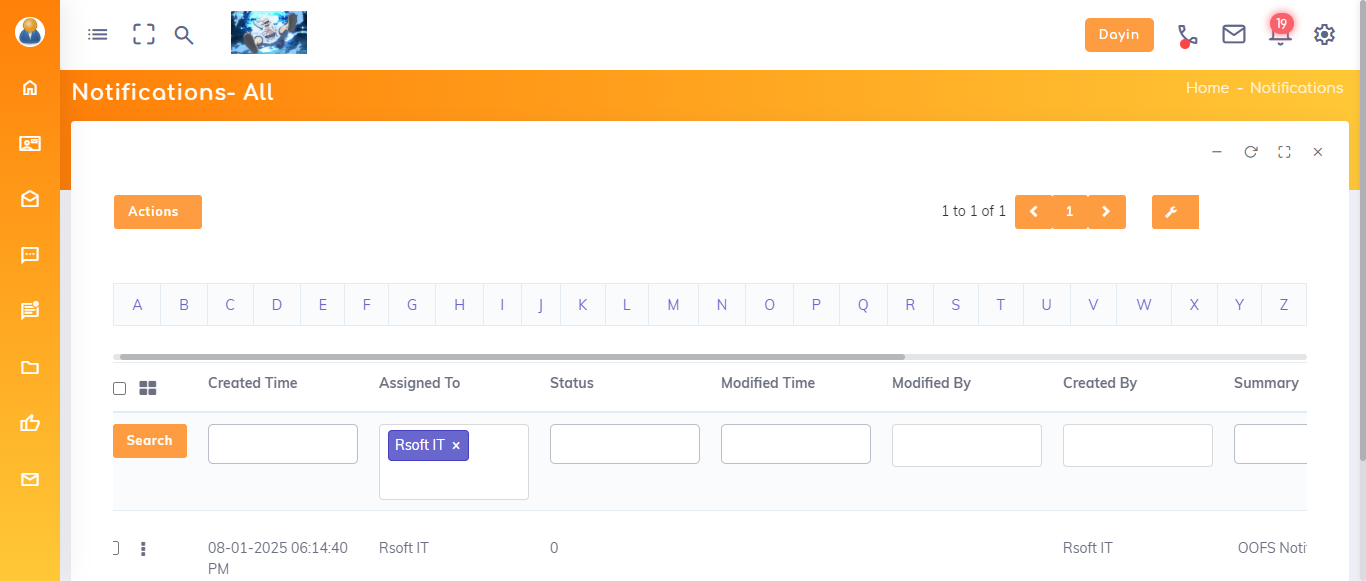 Dayin
19
Notifications- All
Home - Notifications
Actions
1 to 1 of 1
1
A B C D E F G H I J K L M N O P Q R S T U V W X Y Z
Created Time Assigned To Status Modified Time Modified By Created By Summary
Search
Rsoft IT ×
08-01-2025 06:14:40 Rsoft IT 0 Rsoft IT OOFS Noti
PM